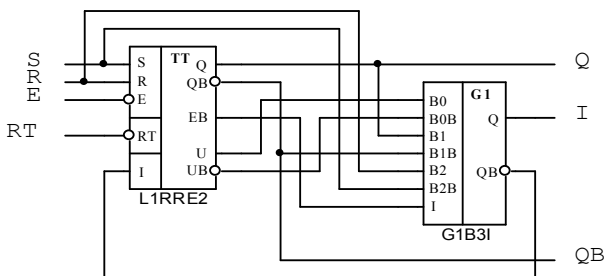 S
R
E
RT
S
R
E
RT
I
TT
Q
QB
EB
U
UB
L1RRE2
B0
B0B
B1
B1B
B2
B2B
I
G1
Q
QB
G1B3I
Q
I
QB